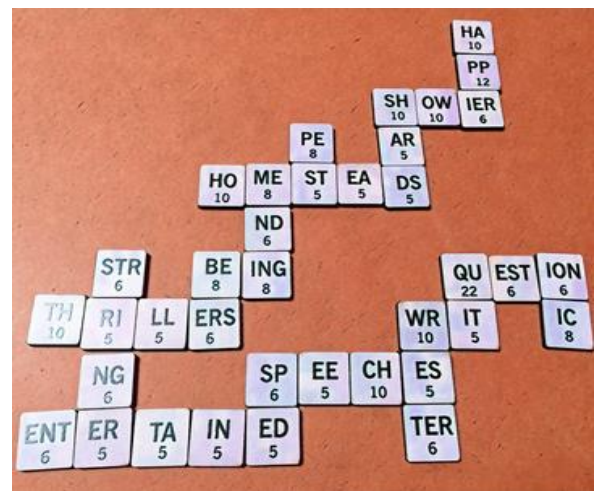 HA
10
PP
12
SH OW IER
10 10 6
PE AR
8 5
HO ME ST EA DS
10 8 5 5 5
ND
6
STR BE ING QU EST ION
6 8 8 22 6 6
TH RI LL ERS WR IT IC
10 5 5 6 10 5 8
NG SP EE CH ES
6 6 5 10 5
ENT ER TA IN ED TER
6 5 5 5 5 6